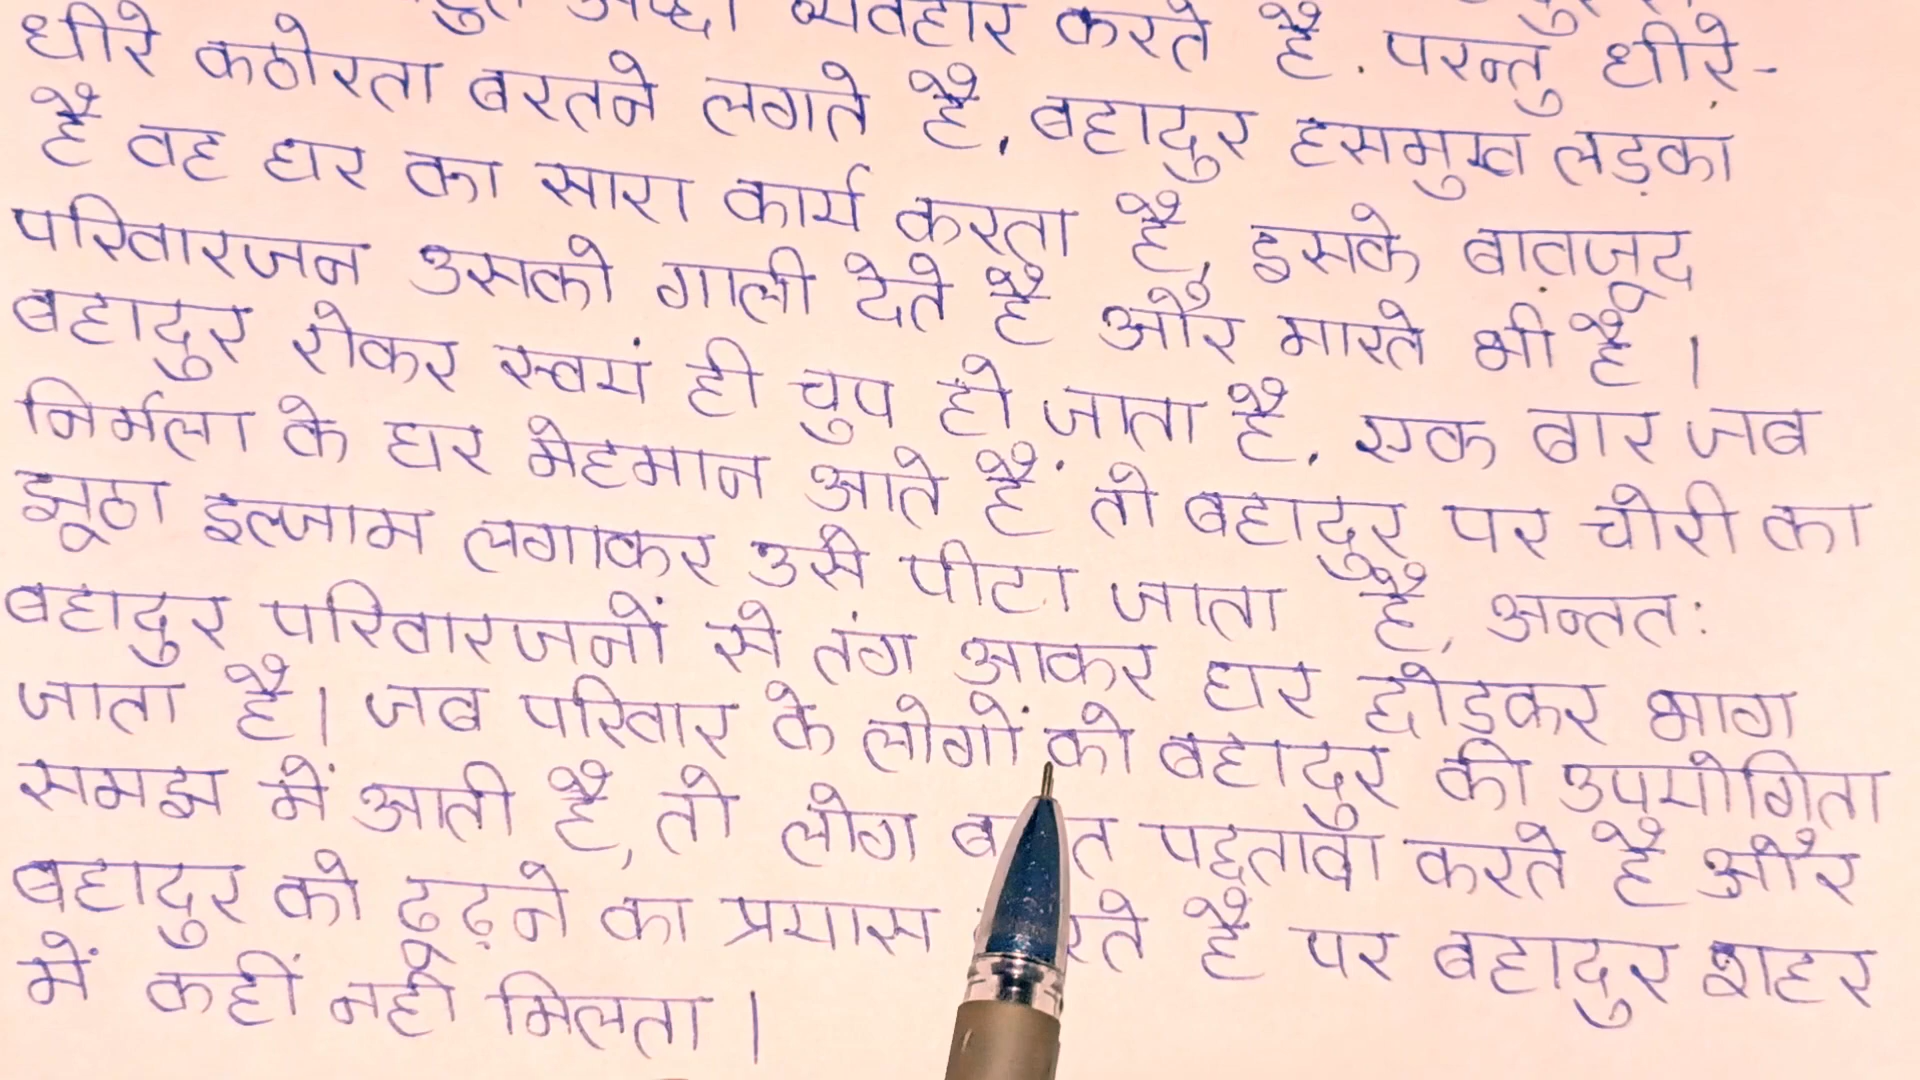 व्यवहार करते है. परन्तु धीरे-
धीरे कठोरता बरतने लगते है. बहादुर हसमुख लड़का
है वह घर का सारा कार्य करता है, इसके बावजूद
परिवारजन उसको गाली देते है और मारते भी है ।
बहादुर रोकर स्वयं ही चुप हो जाता है. एक बार जब
निर्मला के घर मेहमान आते हैं तो बहादुर पर चोरी का
झूठा इल्जाम लगाकर उसे पीटा जाता है, अन्ततः
बहादुर परिवारजनों से तंग आकर घर छोडकर भाग
जाता है। जब परिवार के लोगों को बहादुर की उपयोगिता
समझ में आती है, तो लोग पछतावा करते है और
बहादुर को ढूढ़ने का प्रयास है पर बहादुर शहर
में कहीं नही मिलता ।